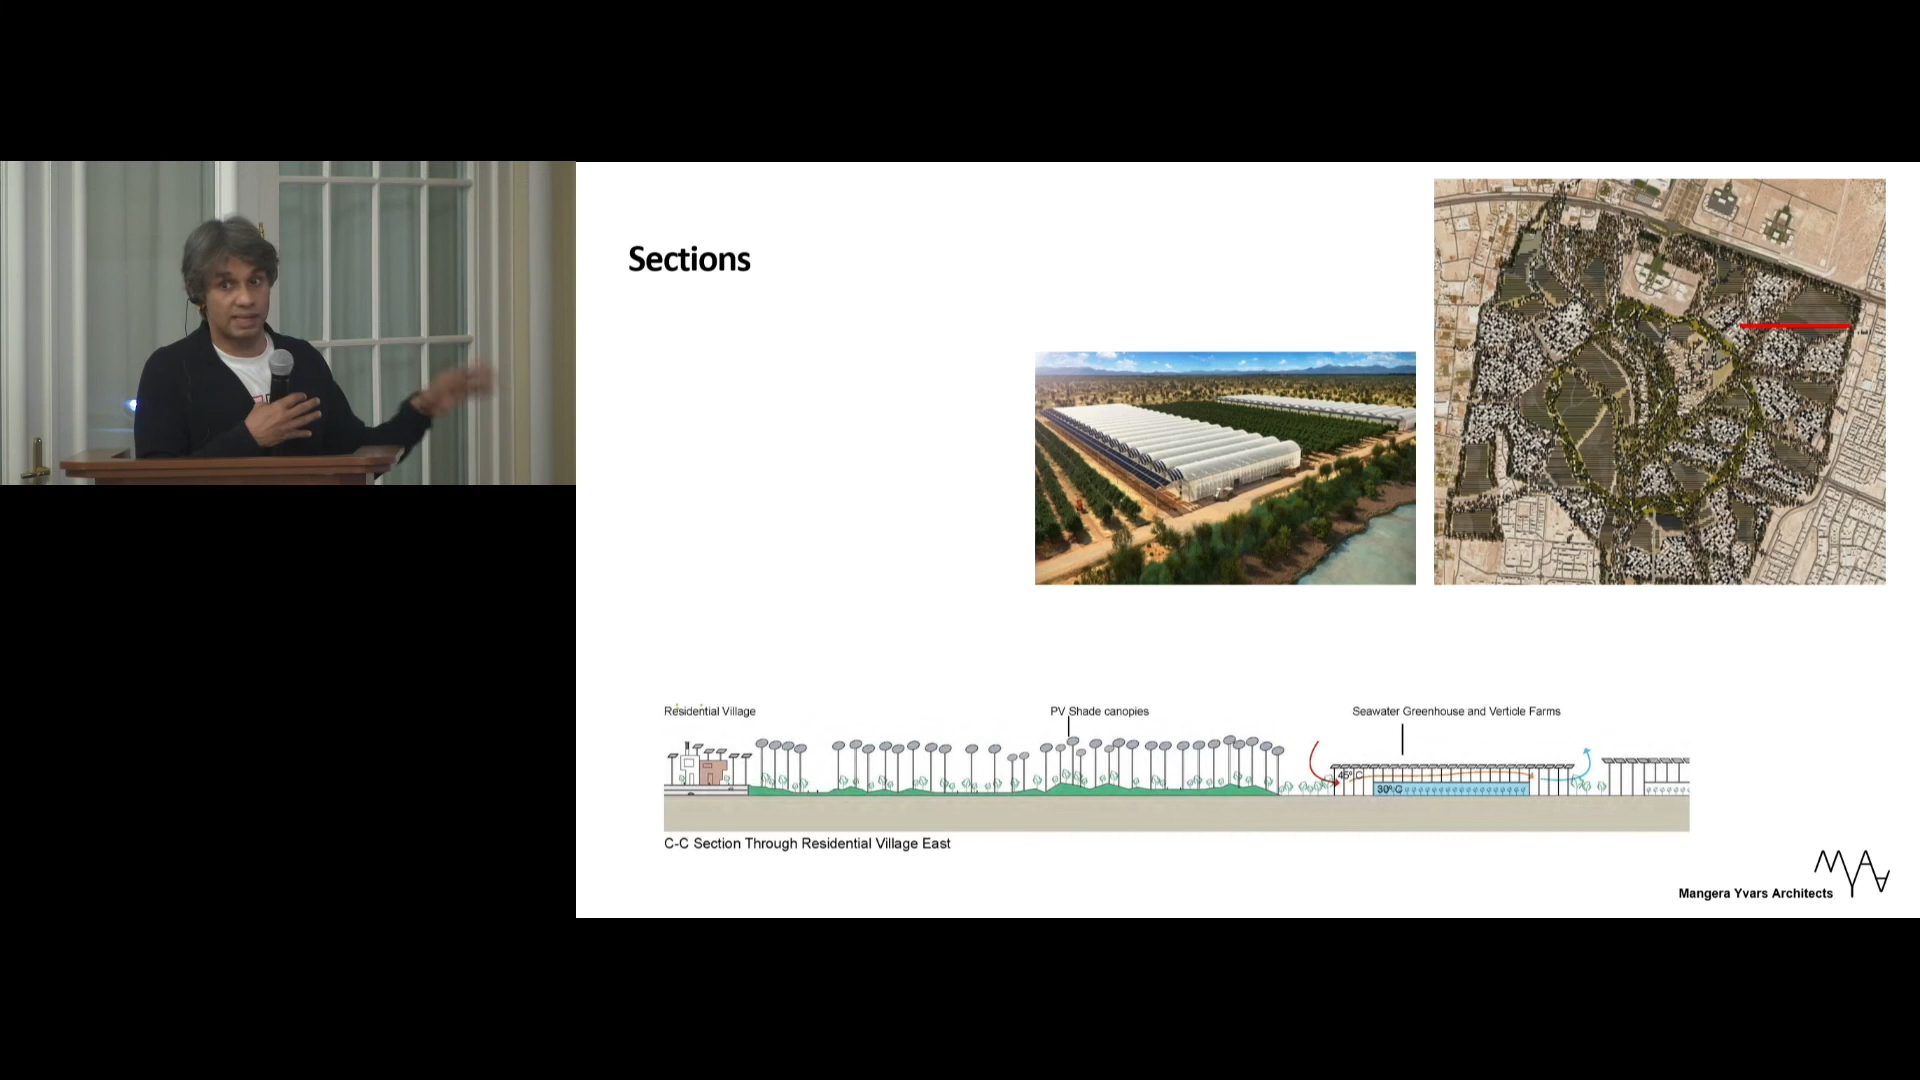 Sections
Residential Village
PV Shade canopies
Seawater Greenhouse and Verticle Farms
45° C
30° C
C-C Section Through Residential Village East
MYA
Mangera Yvars Architects